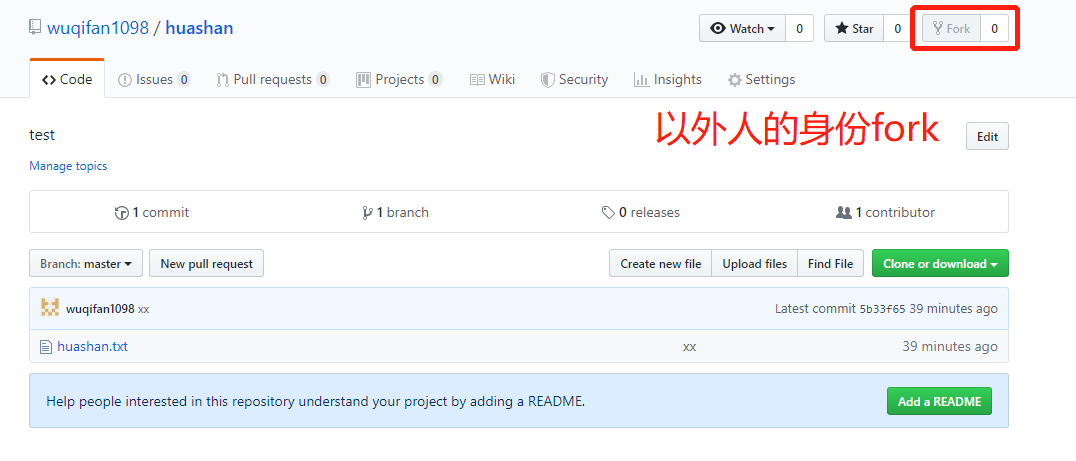 wuqifan1098 / huashan
Watch 0 Star 0 Fork 0
Code Issues 0 Pull requests 0 Projects 0 Wiki Security Insights Settings
以外人的身份fork
test
Edit
Manage topics
1 commit 1 branch 0 releases 1 contributor
Branch: master New pull request Create new file Upload files Find File Clone or download
wuqifan1098 xx Latest commit 5b33f65 39 minutes ago
huashan.txt xx 39 minutes ago
Help people interested in this repository understand your project by adding a README. Add a README